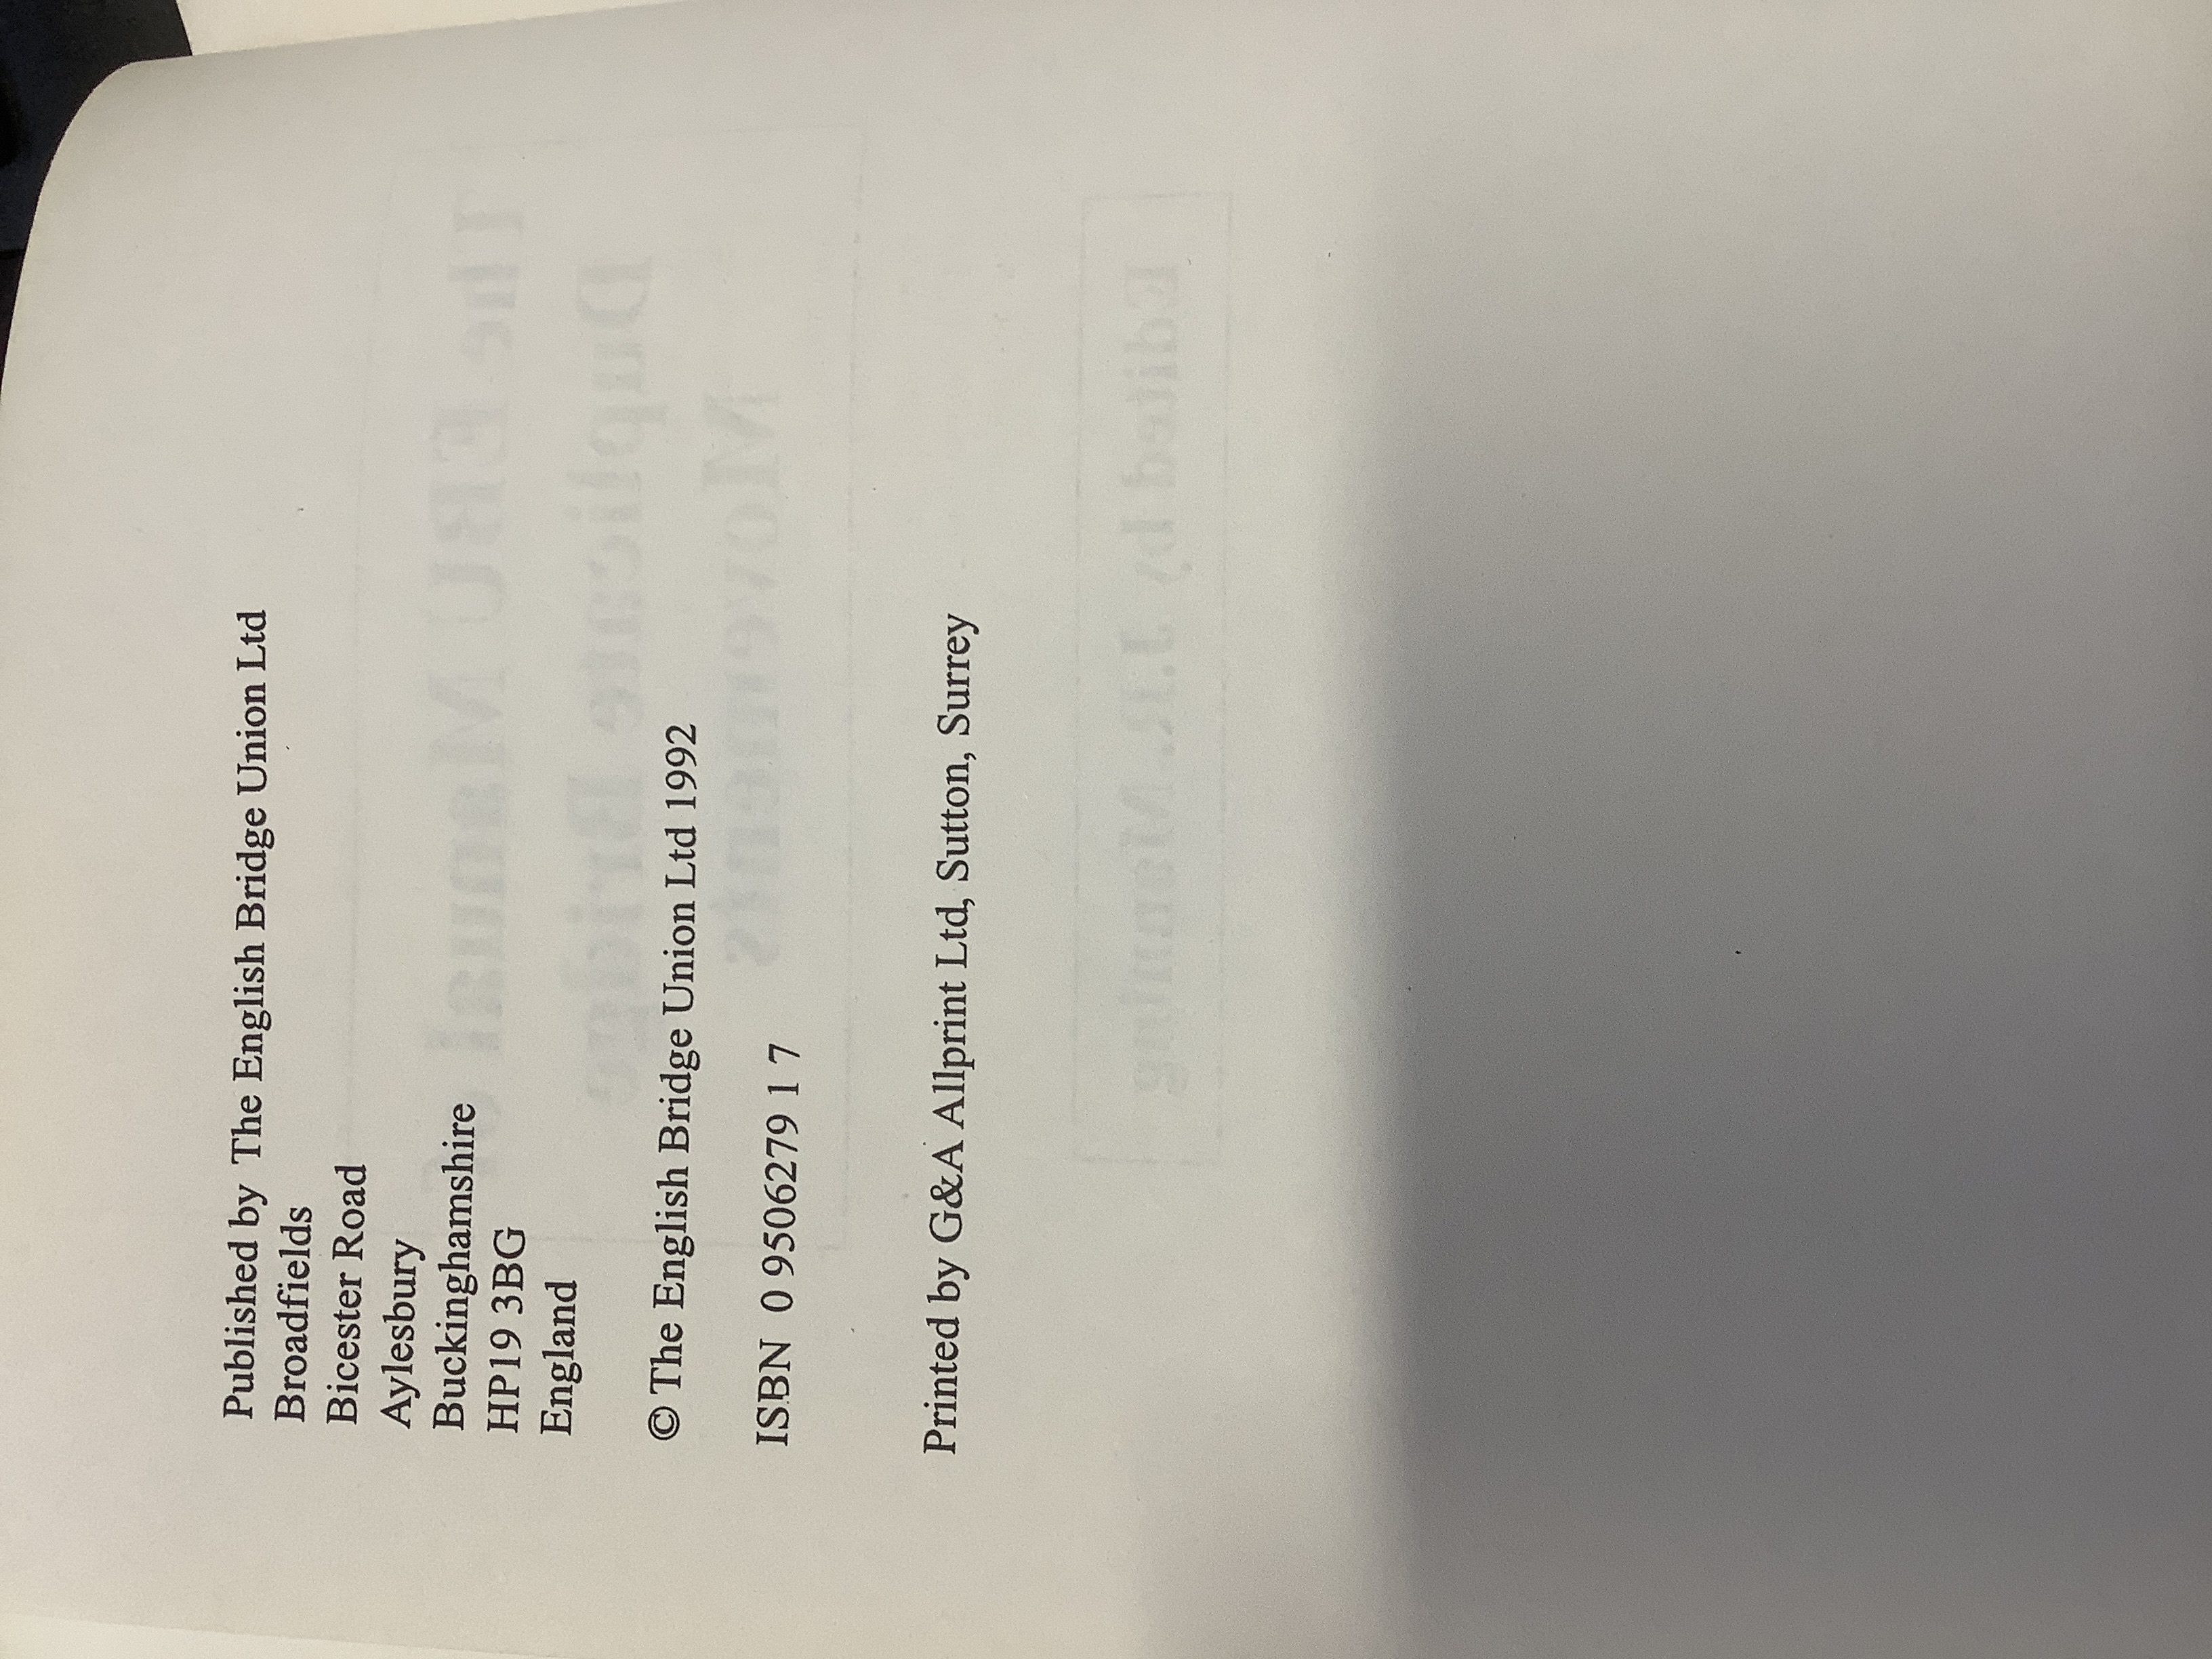 Published by The English Bridge Union Ltd
Broadfields
Bicester Road
Aylesbury
Buckinghamshire
HP19 3BG
England
© The English Bridge Union Ltd 1992
ISBN 0 9506279 1 7
Printed by G&A Allprint Ltd, Sutton, Surrey